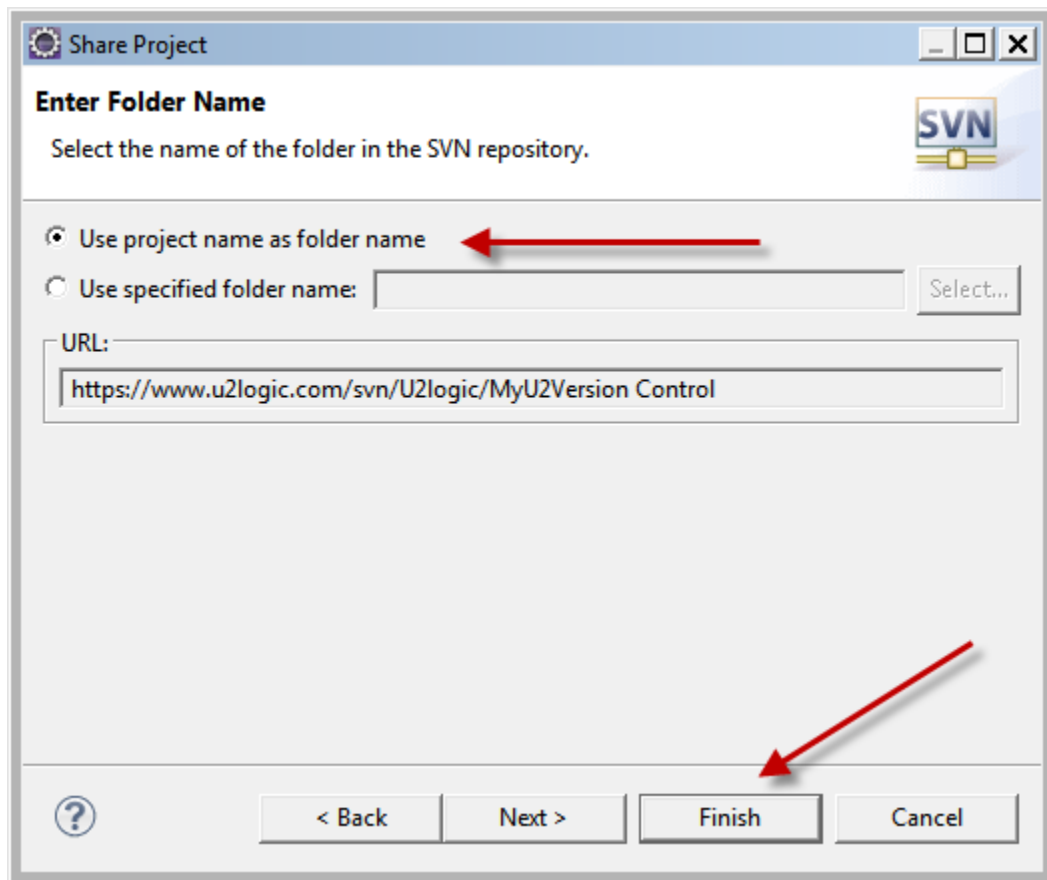 Share Project
Enter Folder Name
Select the name of the folder in the SVN repository.
SVN
Use project name as folder name
Use specified folder name:
Select...
URL:
https://www.u2logic.com/svn/U2logic/MyU2Version Control
?
< Back
Next >
Finish
Cancel